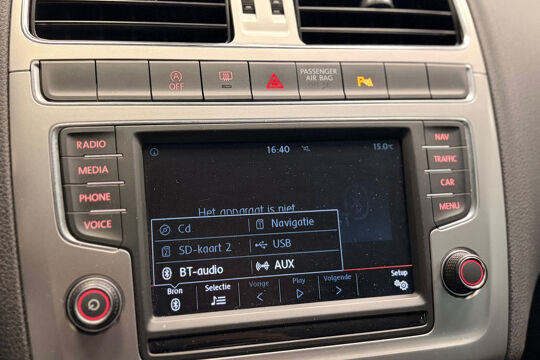 OFF
PASSENGER
AIR BAG
RADIO
MEDIA
PHONE
VOICE
NAV
TRAFFIC
CAR
MENU
16:40
15.0°C
Het apparaat is niet
Cd
1 Navigatie
SD-kaart 2
USB
BT-audio
AUX
Bron
Selectie
Vorige
Play
Volgende
Setup